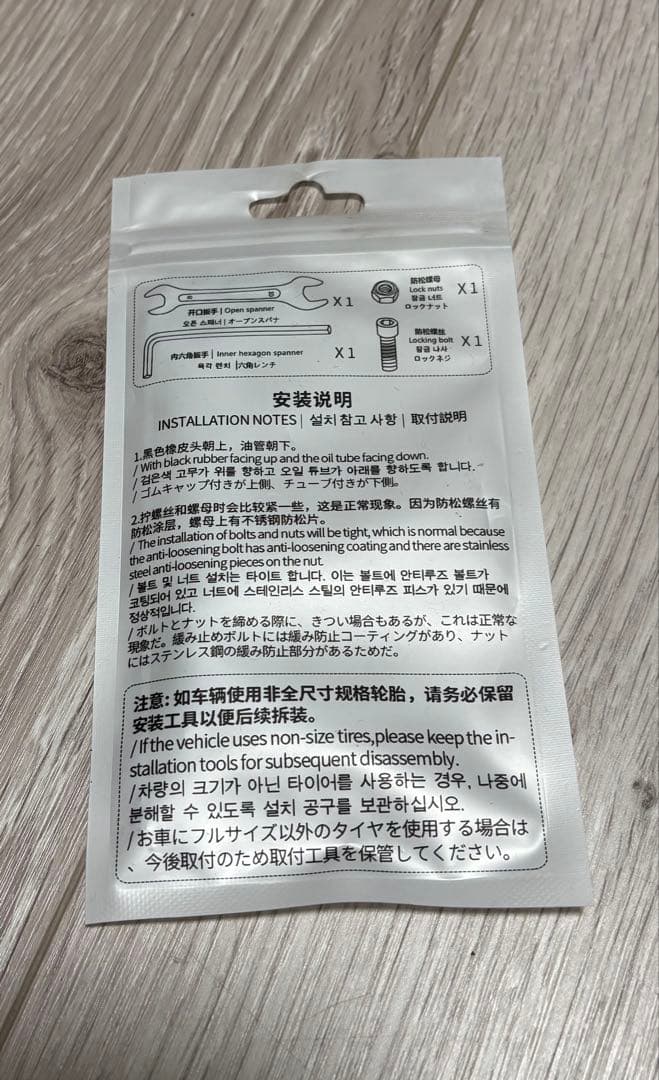 开口扳手 | Open spanner
오픈 스패너 | オープンスパナ
X 1
防松螺母
Lock nuts
잠금 너트
ロックナット
X 1
内六角扳手 | Inner hexagon spanner
육각 렌치 | 六角レンチ
X 1
防松螺丝
Locking bolt
잠금 나사
ロックネジ
X 1
安装说明
INSTALLATION NOTES | 설치 참고 사항 | 取付説明
1.黑色橡皮头朝上，油管朝下。
/ With black rubber facing up and the oil tube facing down.
/ 검은색 고무가 위를 향하고 오일 튜브가 아래를 향하도록 합니다.
/ ゴムキャップ付きが上側、チューブ付きが下側。
2.拧螺丝和螺母时会比较紧一些，这是正常现象。因为防松螺丝有
防松涂层，螺母上有不锈钢防松片。
/ The installation of bolts and nuts will be tight, which is normal because
the anti-loosening bolt has anti-loosening coating and there are stainless
steel anti-loosening pieces on the nut.
/ 볼트 및 너트 설치는 타이트 합니다. 이는 볼트에 안티루즈 볼트가
코팅되어 있고 너트에 스테인리스 스틸의 안티루즈 피스가 있기 때문에
정상적입니다.
/ ボルトとナットを締める際に、きつい場合もあるが、これは正常な
現象だ。緩み止めボルトには緩み防止コーティングがあり、ナット
にはステンレス鋼の緩み防止部分があるためだ。
注意: 如车辆使用非全尺寸规格轮胎，请务必保留
安装工具以便后续拆装。
/ If the vehicle uses non-size tires,please keep the in-
stallation tools for subsequent disassembly.
/ 차량의 크기가 아닌 타이어를 사용하는 경우, 나중에
분해할 수 있도록 설치 공구를 보관하십시오.
/ お車にフルサイズ以外のタイヤを使用する場合は
、今後取付のため取付工具を保管してください。